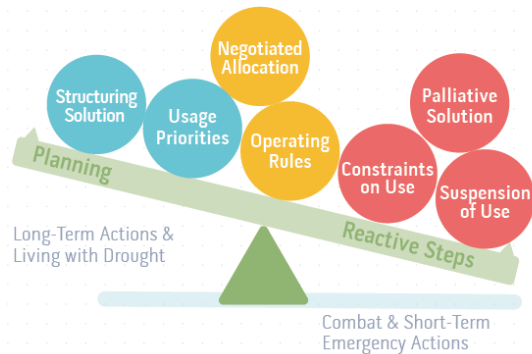 Negotiated
Allocation
Structuring
Solution
Usage
Priorities
Operating
Rules
Palliative
Solution
Constraints
on Use
Suspension
of Use
Planning
Reactive Steps
Long-Term Actions &
Living with Drought
Combat & Short-Term
Emergency Actions